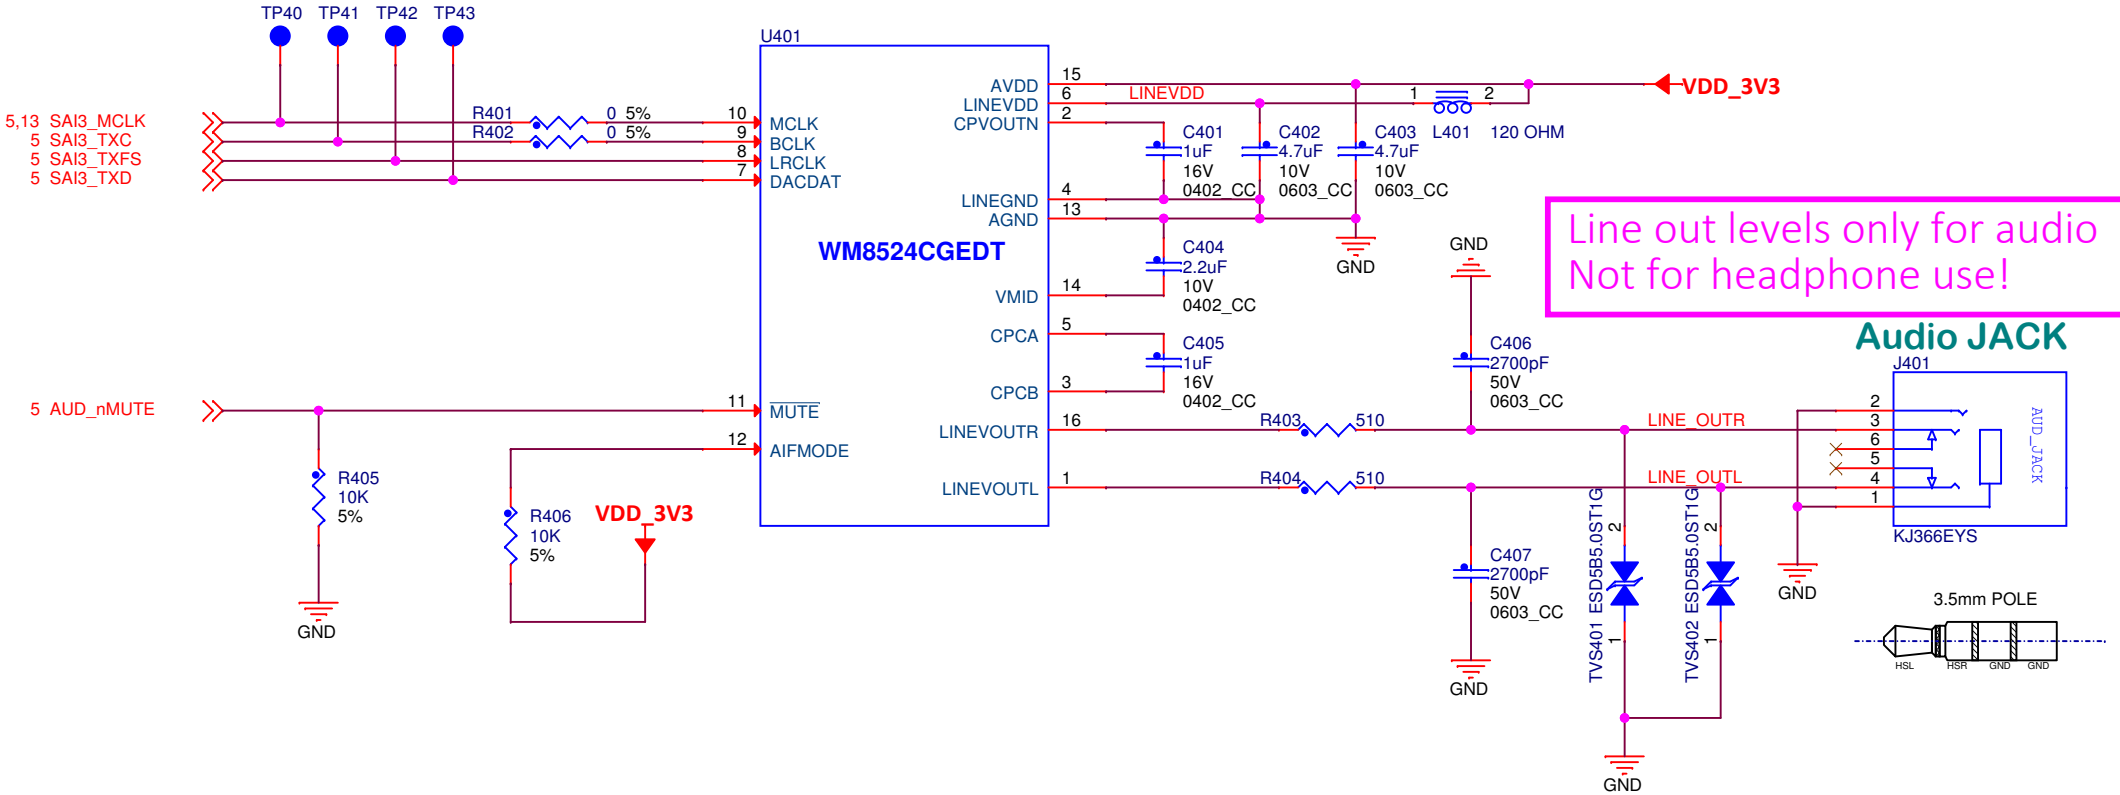 TP40 TP41 TP42 TP43
5,13 SAI3_MCLK
5 SAI3_TXC
5 SAI3_TXFS
5 SAI3_TXD
R401 0 5%
R402 0 5%
U401
10 MCLK
9 BCLK
8 LRCLK
7 DACDAT
WM8524CGEDT
5 AUD_nMUTE
11 MUTE
12 AIFMODE
R405
10K
5%
GND
R406
10K
5%
VDD_3V3
AVDD 15
LINEVDD 6
CPVOUTN 2
LINEGND 4
AGND 13
VMID 14
CPCA 5
CPCB 3
LINEVOUTR 16
LINEVOUTL 1
LINEVDD
1 2
L401 120 OHM
VDD_3V3
C401
1uF
16V
0402_CC
C402
4.7uF
10V
0603_CC
C403
4.7uF
10V
0603_CC
GND
C404
2.2uF
10V
0402_CC
C405
1uF
16V
0402_CC
GND
C406
2700pF
50V
0603_CC
R403 510
R404 510
C407
2700pF
50V
0603_CC
GND
LINE_OUTR
LINE_OUTL
TVS401 ESD5B5.0ST1G
2
1
TVS402 ESD5B5.0ST1G
2
1
GND
Line out levels only for audio
Not for headphone use!
Audio JACK
J401
2
3
6
5
4
1
AUD_JACK
KJ366EYS
GND
3.5mm POLE
HSL HSR GND GND